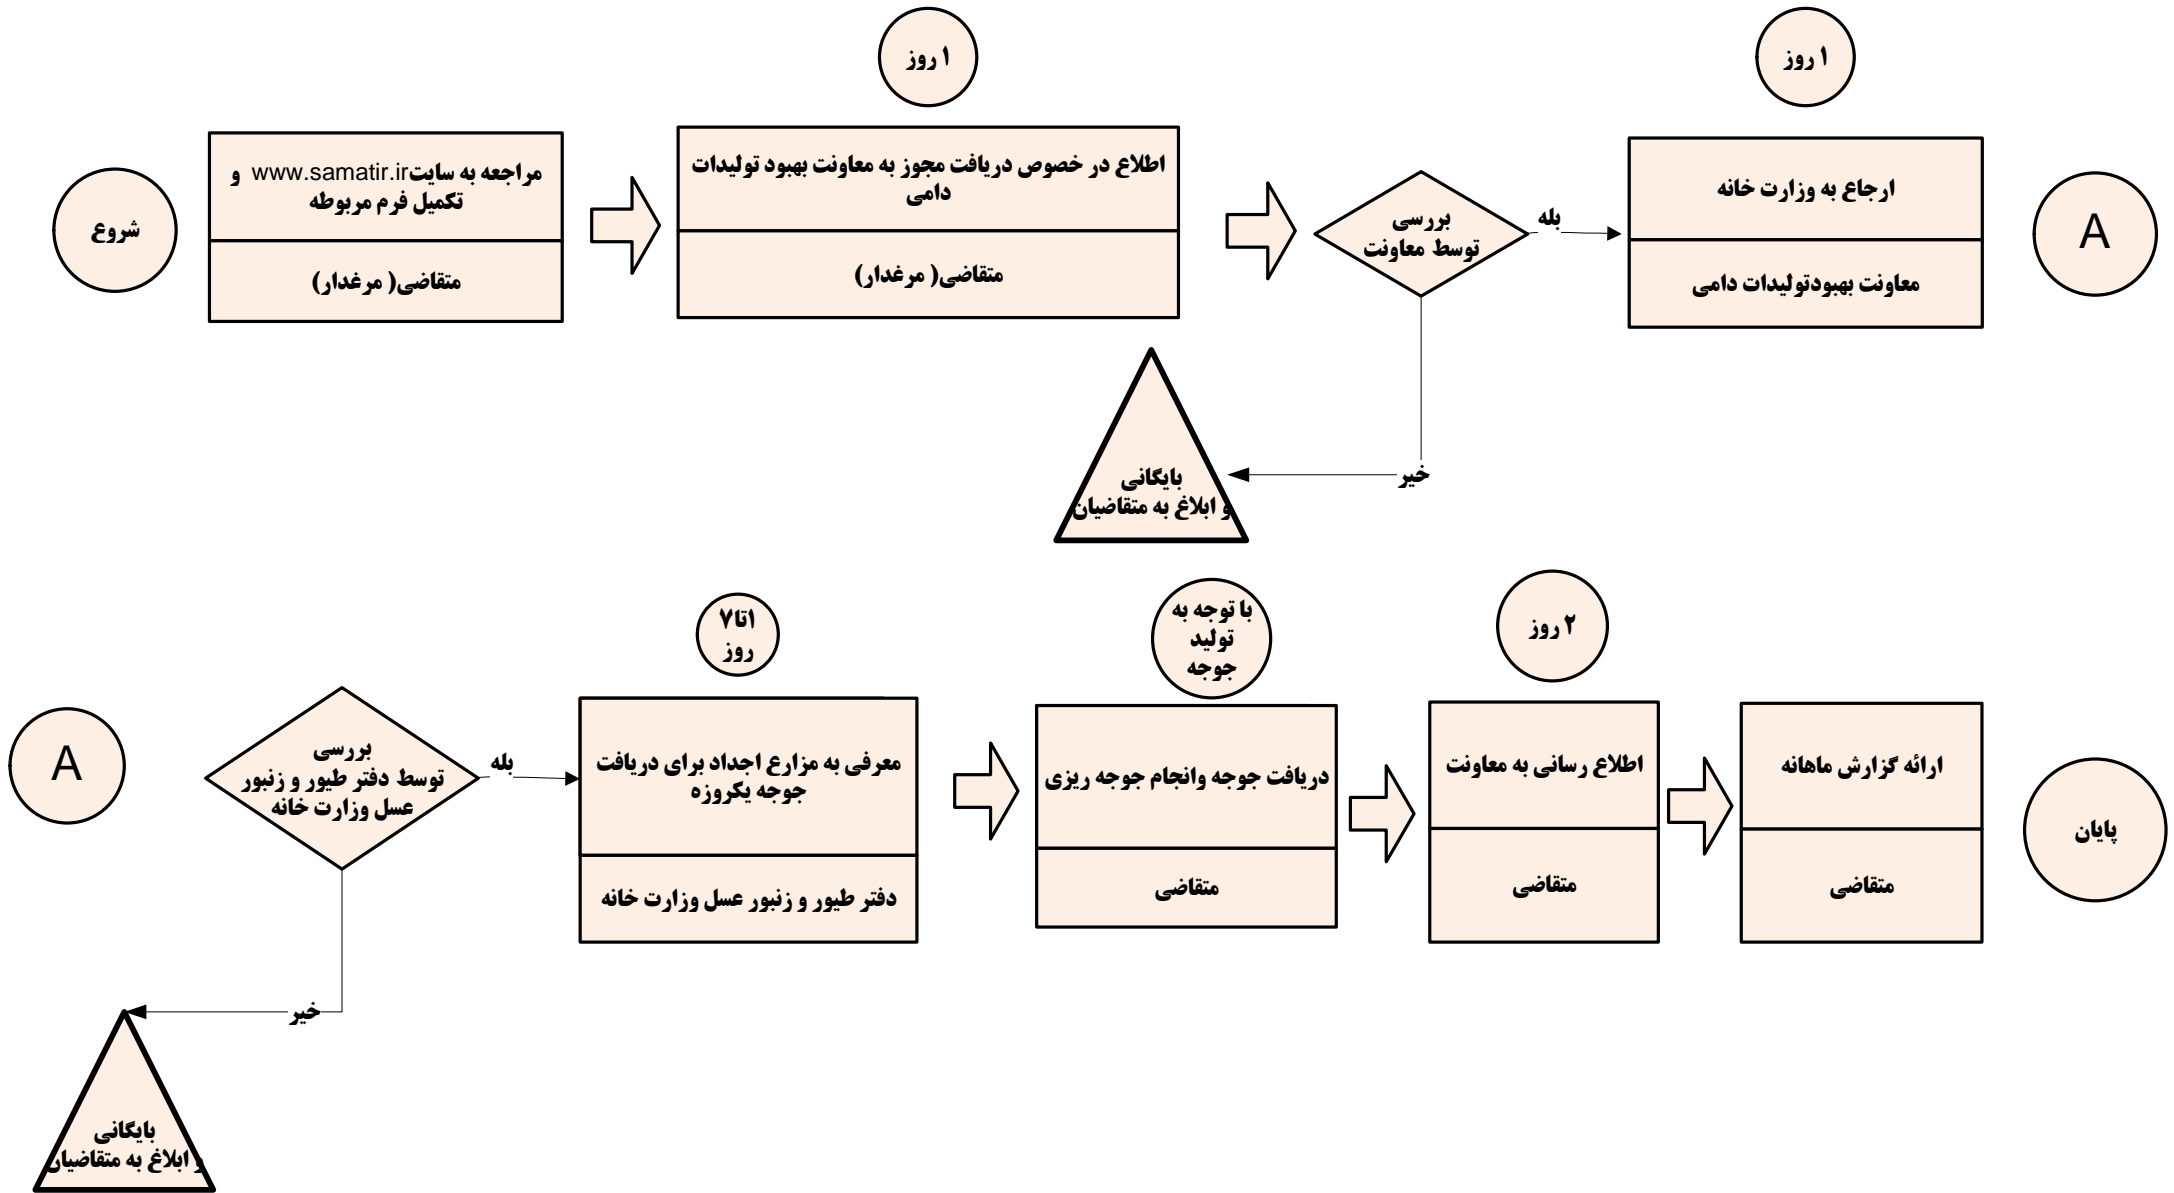 ۱ روز
۱ روز
شروع
مراجعه به سایتwww.samatir.ir و
تکمیل فرم مربوطه
متقاضی( مرغدار)
اطلاع در خصوص دریافت مجوز به معاونت بهبود تولیدات
دامی
متقاضی( مرغدار)
بررسی
توسط معاونت
بله
ارجاع به وزارت خانه
معاونت بهبودتولیدات دامی
A
خیر
بایگانی
و ابلاغ به متقاضیان
A
بررسی
توسط دفتر طیور و زنبور
عسل وزارت خانه
بله
۱تا۷
روز
معرفی به مزارع اجداد برای دریافت
جوجه یکروزه
دفتر طیور و زنبور عسل وزارت خانه
با توجه به
تولید
جوجه
دریافت جوجه وانجام جوجه ریزی
متقاضی
۲ روز
اطلاع رسانی به معاونت
متقاضی
ارائه گزارش ماهانه
متقاضی
پایان
خیر
بایگانی
و ابلاغ به متقاضیان